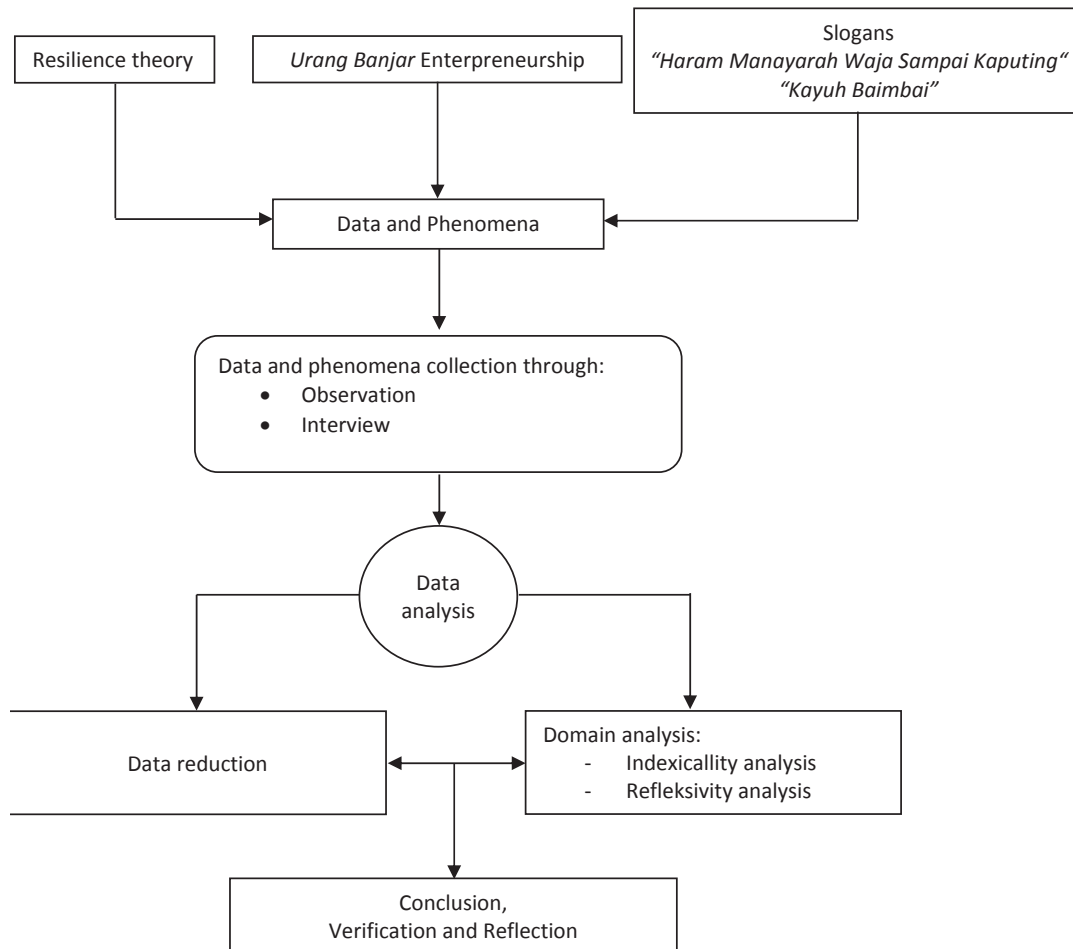 Resilience theory
Urang Banjar Enterpreneurship
Slogans
“Haram Manayarah Waja Sampai Kaputing“
“Kayuh Baimbai”
Data and Phenomena
Data and phenomena collection through:
• Observation
• Interview
Data
analysis
Data reduction
Domain analysis:
- Indexicallity analysis
- Refleksivity analysis
Conclusion,
Verification and Reflection